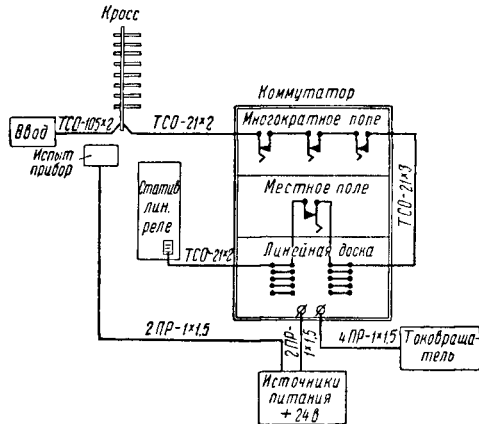 Кросс
Коммутатор
ТСО-105×2
ТСО-21×2
Многократное поле
Ввод
Испыт
прибор
Статив
лин.
реле
Местное поле
ТСО-21×3
ТСО-21×2
Линейная доска
2ПР-1×1,5
2ПР-
1×1,5
4ПР-1×1,5
Токовраща-
тель
Источники
питания
+ 24в